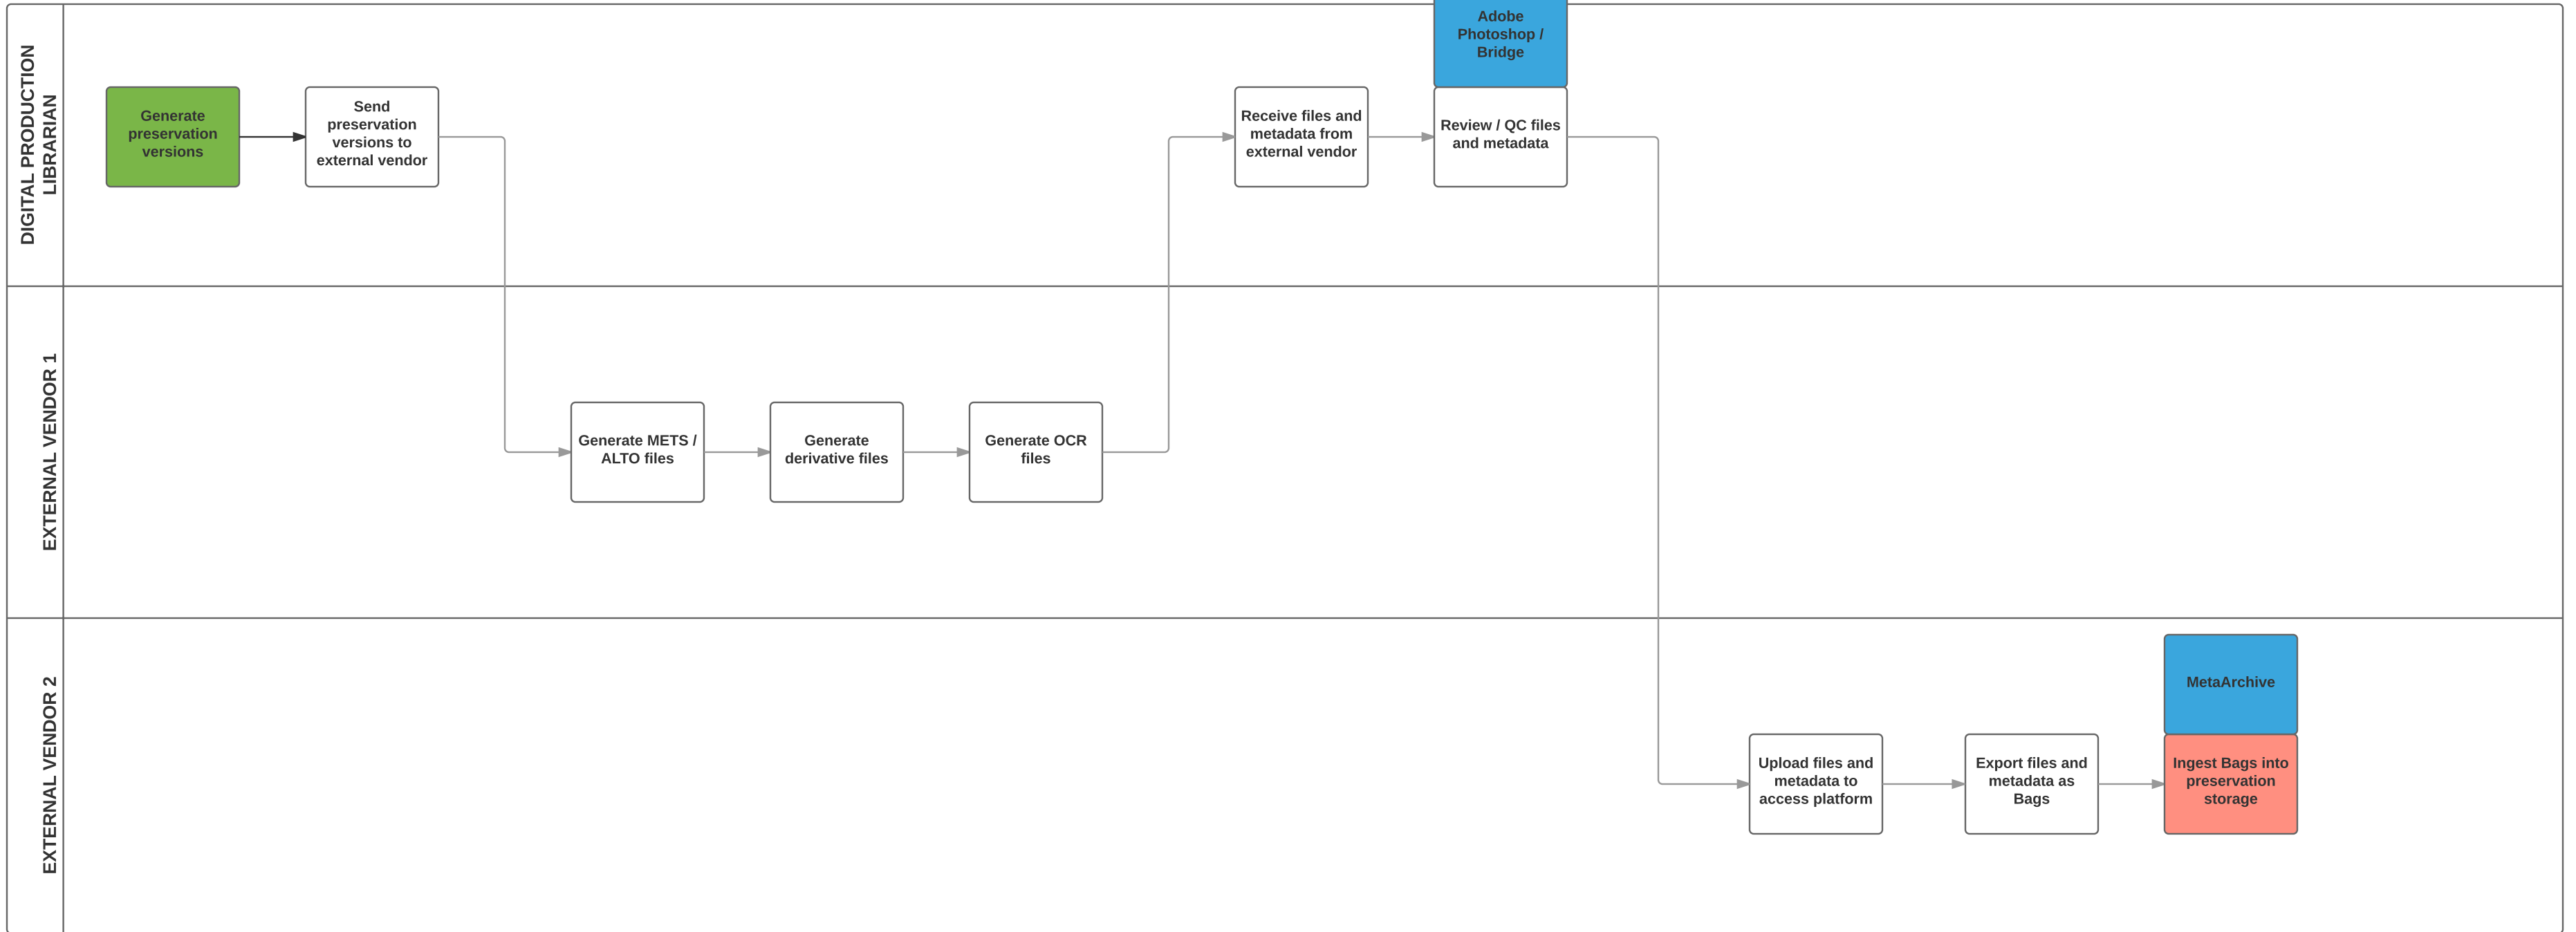 DIGITAL PRODUCTION
LIBRARIAN
Generate
preservation
versions
Send
preservation
versions to
external vendor
Receive files and
metadata from
external vendor
Adobe
Photoshop /
Bridge
Review / QC files
and metadata
EXTERNAL VENDOR 1
Generate METS /
ALTO files
Generate
derivative files
Generate OCR
files
EXTERNAL VENDOR 2
Upload files and
metadata to
access platform
Export files and
metadata as
Bags
MetaArchive
Ingest Bags into
preservation
storage